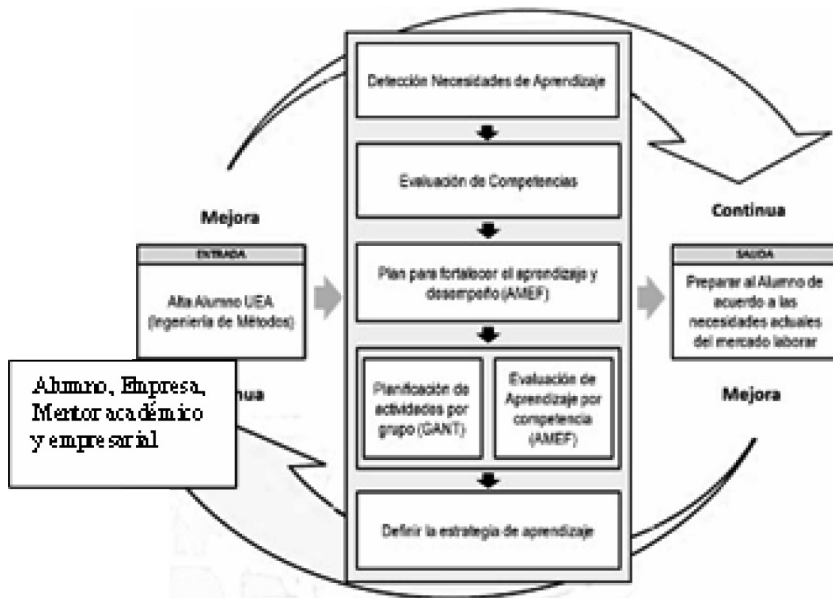 Detección Necesidades de Aprendizaje
Evaluación de Competencias
Mejora
Continua
ENTRADA
Alta Alumno UEA
(Ingeniería de Métodos)
Plan para fortalecer el aprendizaje y
desempeño (AMEF)
SALIDA
Preparar al Alumno de
acuerdo a las
necesidades actuales
del mercado laborar
Alumno, Empresa,
Mentor académico
y empresarial
nua
Planificación de
actividades por
grupo (GANT)
Evaluación de
Aprendizaje por
competencia
(AMEF)
Mejora
Definir la estrategia de aprendizaje